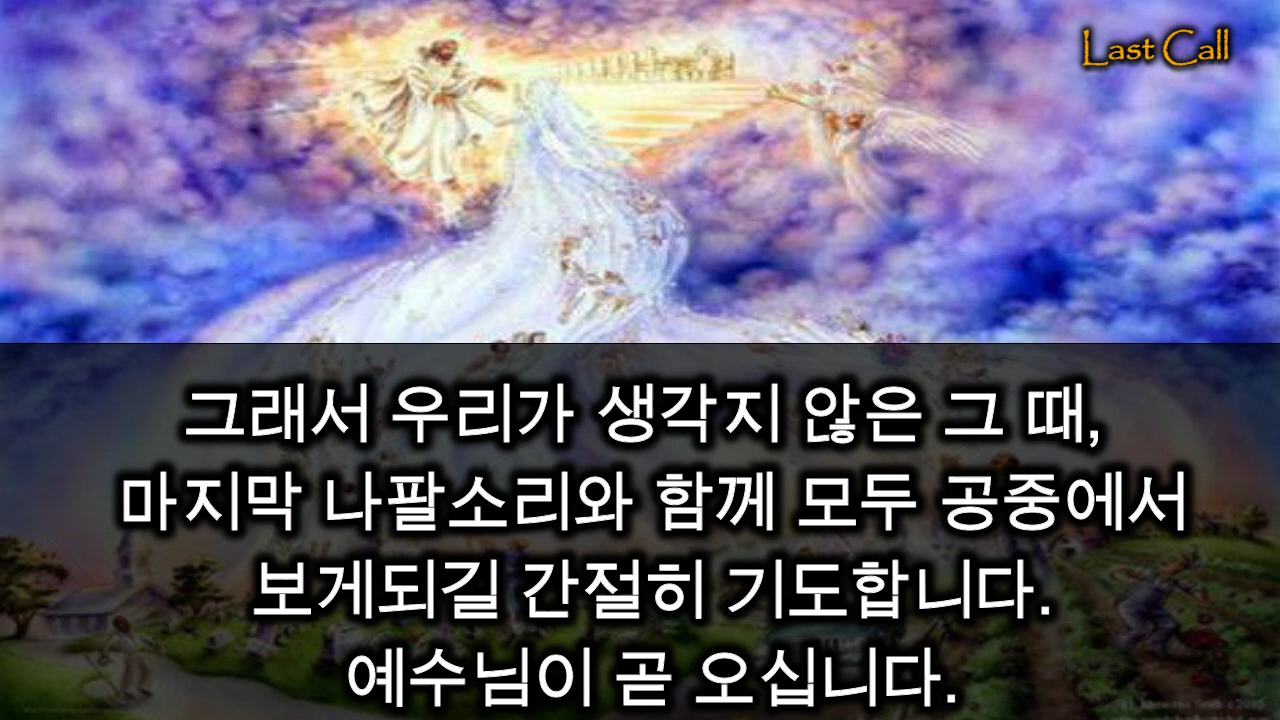 Last Call
그래서 우리가 생각지 않은 그 때,
마지막 나팔소리와 함께 모두 공중에서
보게되길 간절히 기도합니다.
예수님이 곧 오십니다.